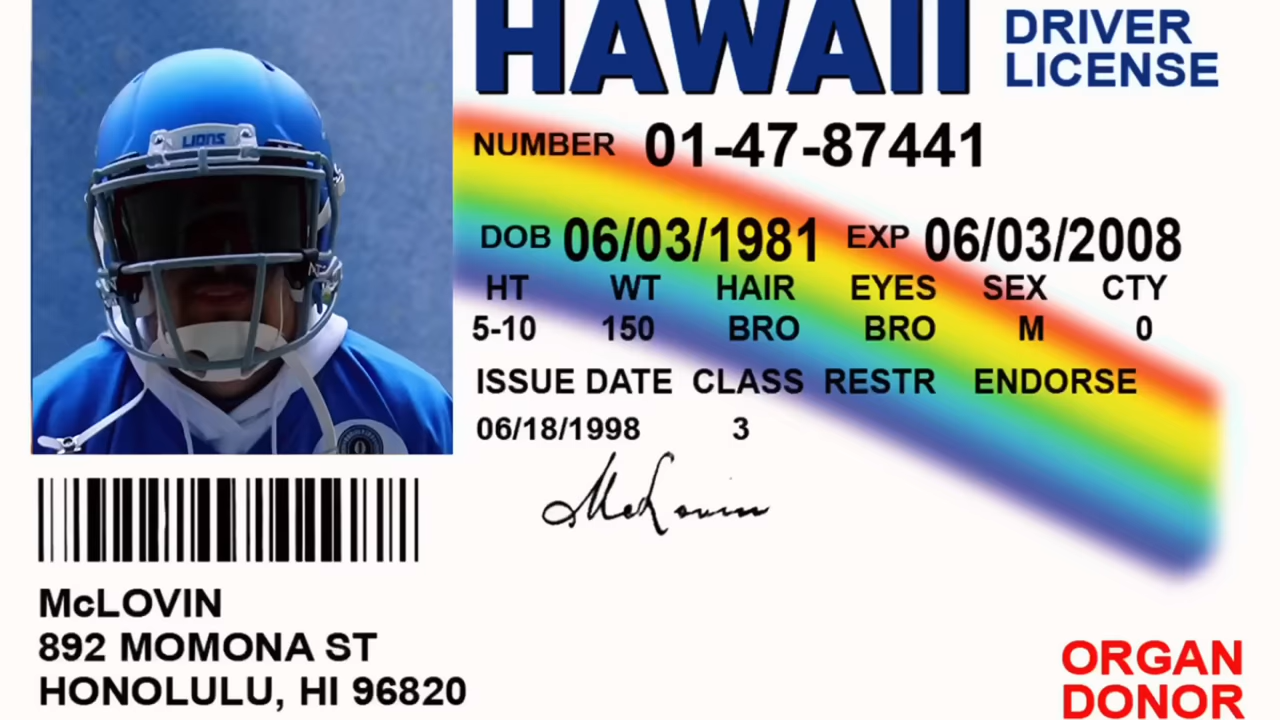 HAWAII
DRIVER
LICENSE
NUMBER 01-47-87441
DOB 06/03/1981 EXP 06/03/2008
HT WT HAIR EYES SEX CTY
5-10 150 BRO BRO M 0
ISSUE DATE CLASS RESTR ENDORSE
06/18/1998 3
McLovin
LIONS
McLOVIN
892 MOMONA ST
HONOLULU, HI 96820
ORGAN
DONOR